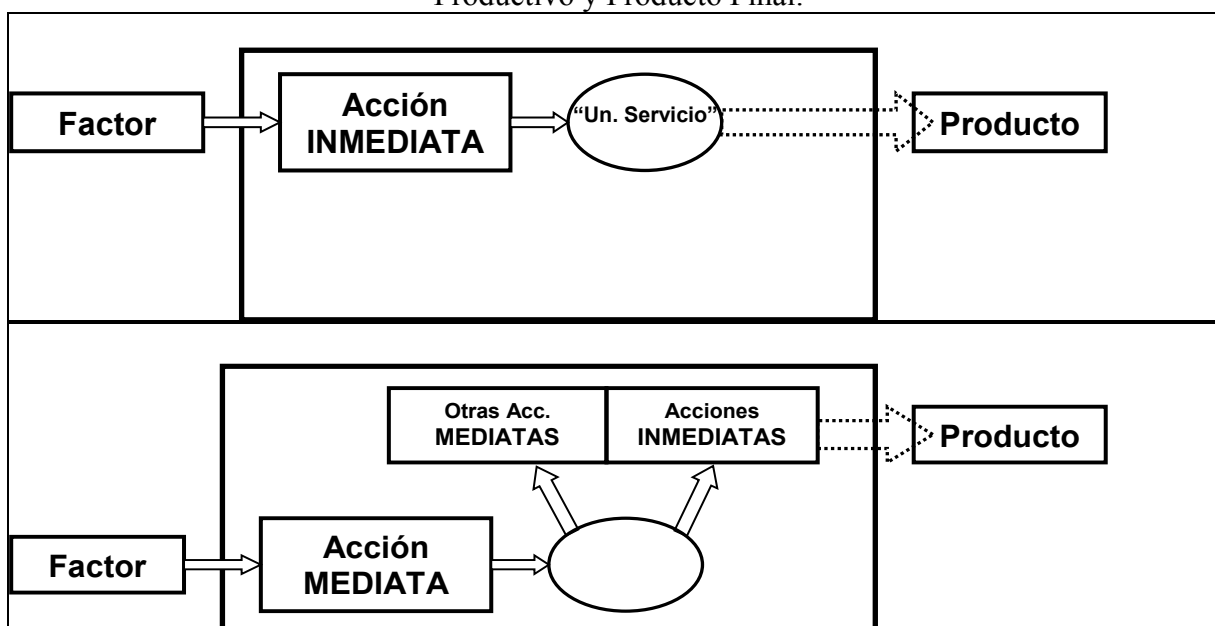 Productivo y Producto Final.
Factor
Acción
INMEDIATA
“Un. Servicio”
Producto
Otras Acc.
MEDIATAS
Acciones
INMEDIATAS
Producto
Factor
Acción
MEDIATA